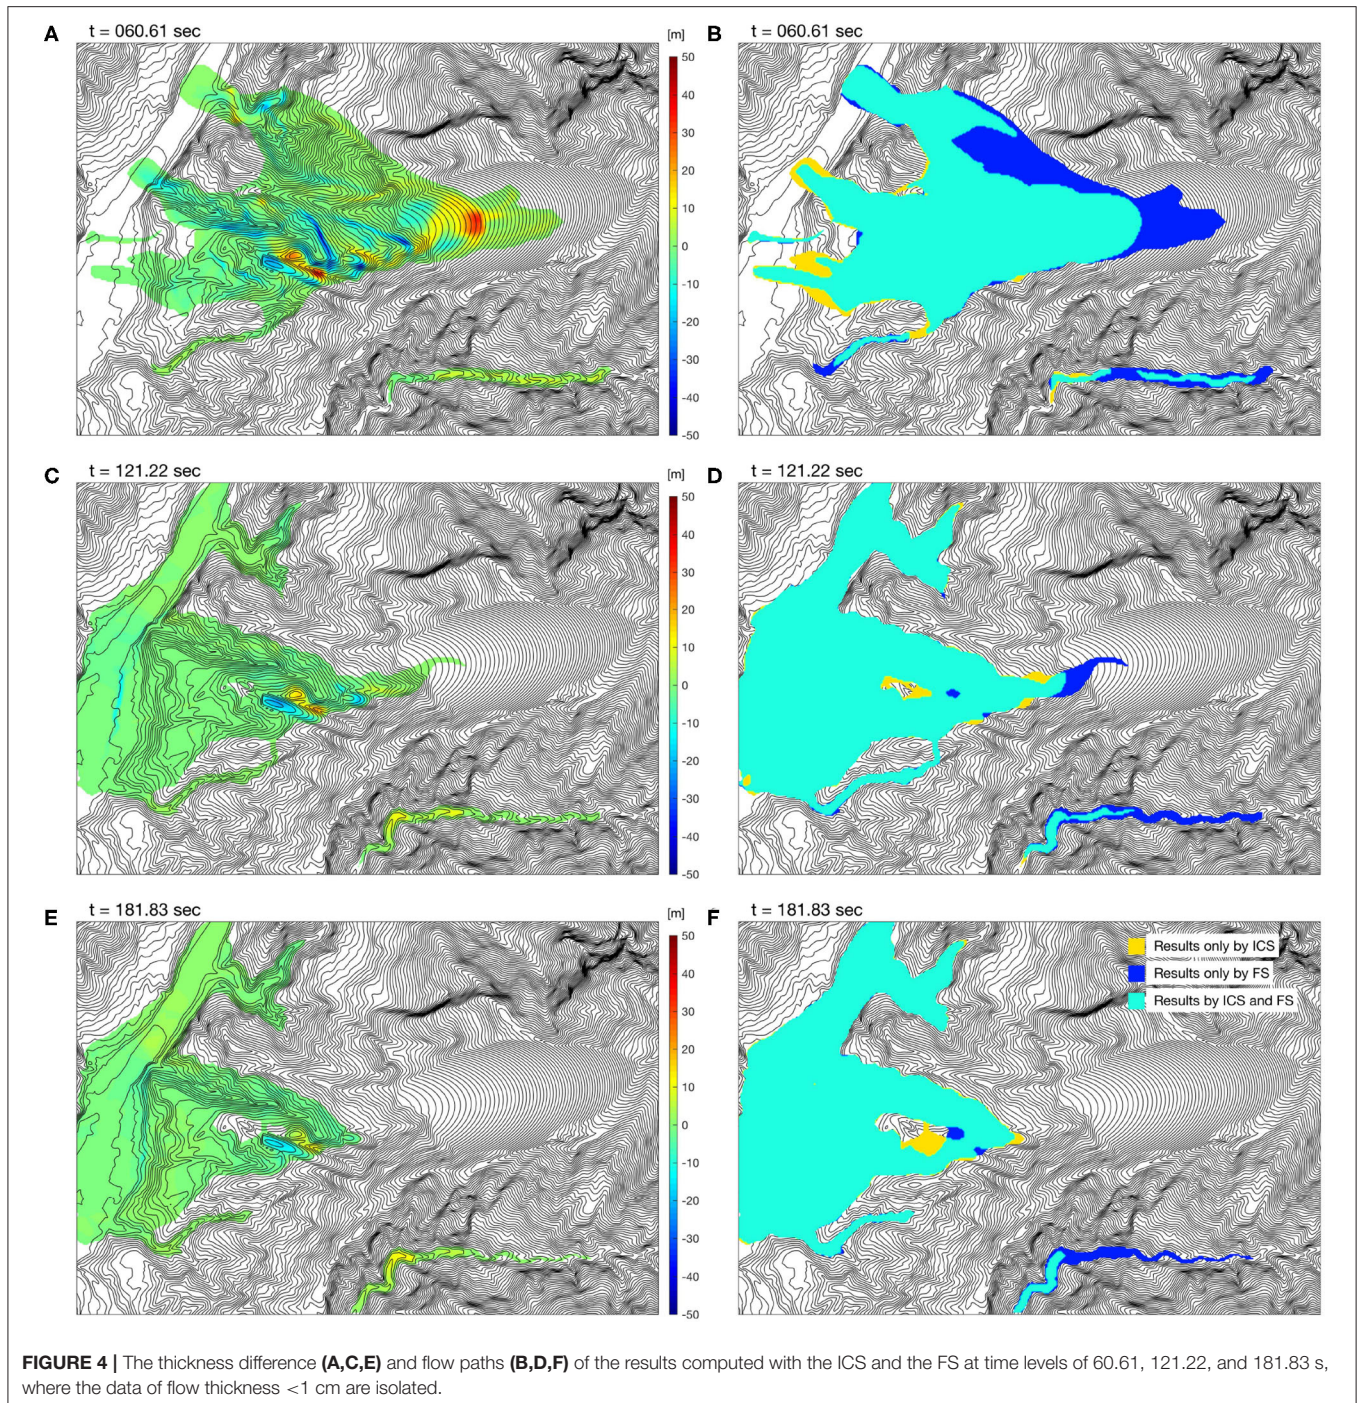 A
t = 060.61 sec
[m]
50
40
30
20
10
0
-10
-20
-30
-40
-50
B
t = 060.61 sec
C
t = 121.22 sec
[m]
50
40
30
20
10
0
-10
-20
-30
-40
-50
D
t = 121.22 sec
E
t = 181.83 sec
[m]
50
40
30
20
10
0
-10
-20
-30
-40
-50
F
t = 181.83 sec
Results only by ICS
Results only by FS
Results by ICS and FS
FIGURE 4 | The thickness difference (A,C,E) and flow paths (B,D,F) of the results computed with the ICS and the FS at time levels of 60.61, 121.22, and 181.83 s,
where the data of flow thickness <1 cm are isolated.